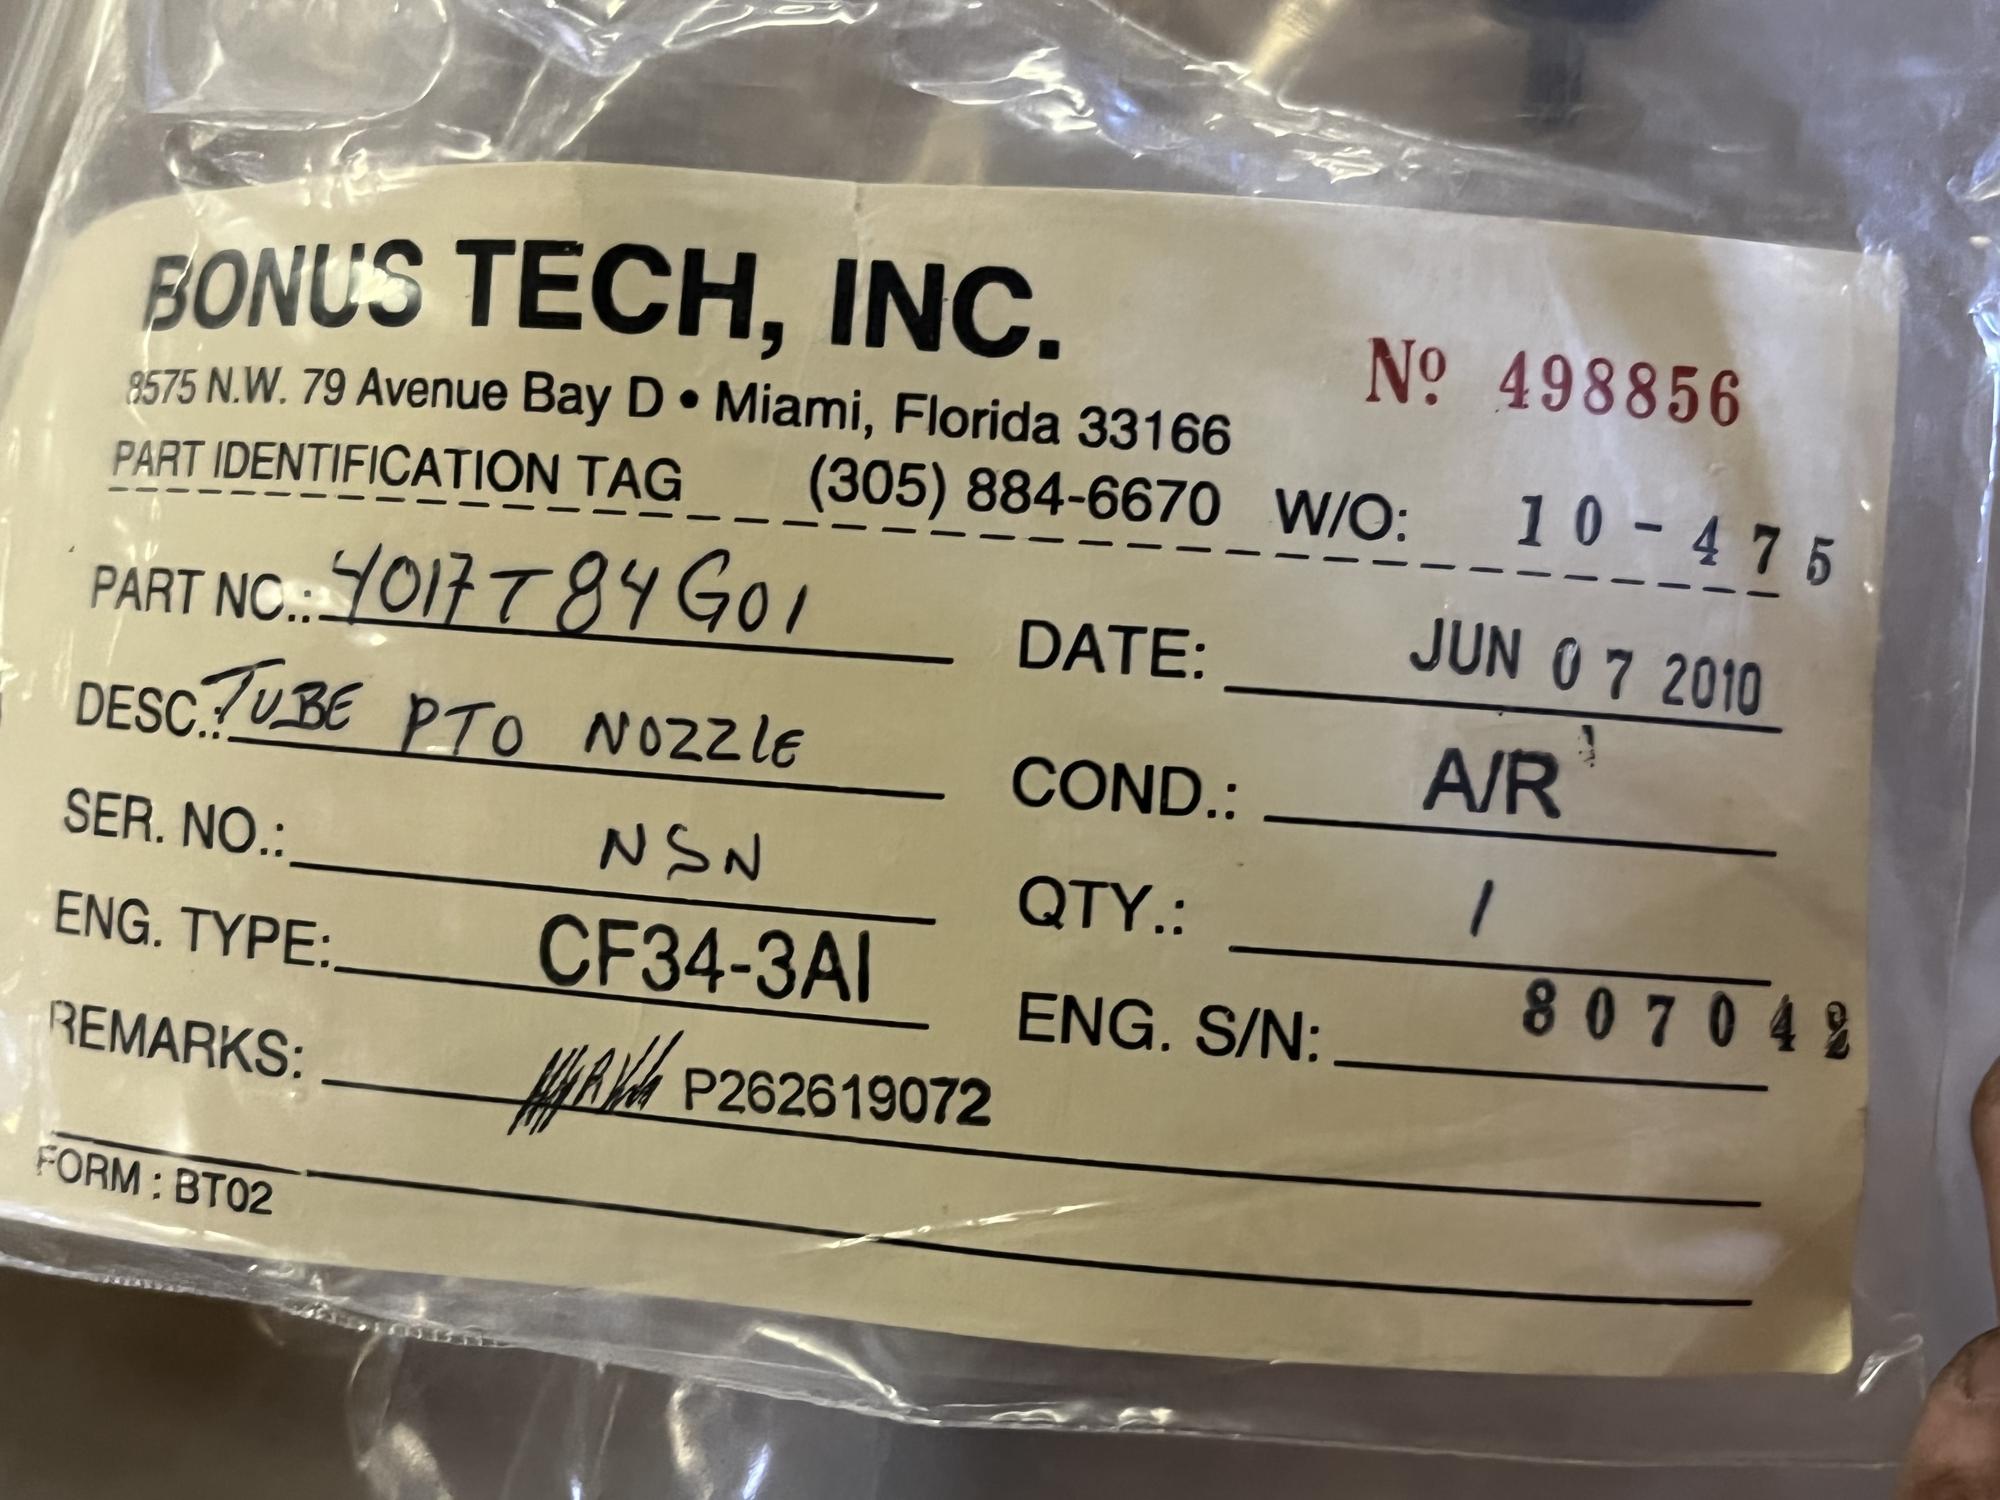 BONUS TECH, INC.
Nº 498856
8575 N.W. 79 Avenue Bay D • Miami, Florida 33166
PART IDENTIFICATION TAG (305) 884-6670 W/O: 10-475
PART NO.: 4017T84G01 DATE: JUN 07 2010
DESC.: TUBE PTO NOZZLE COND.: A/R
SER. NO.: NSN QTY.: 1
ENG. TYPE: CF34-3A1 ENG. S/N: 807042
REMARKS: P262619072
FORM : BT02